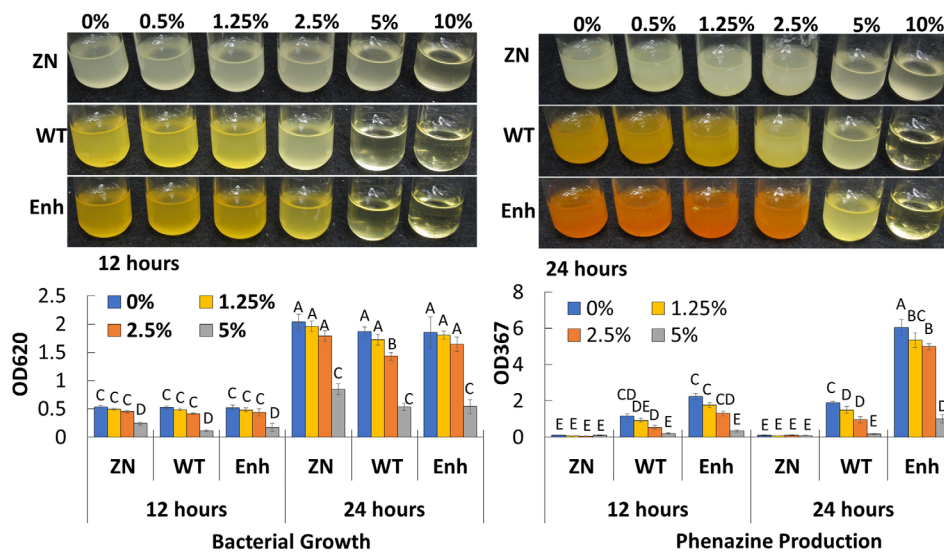 0% 0.5% 1.25% 2.5% 5% 10%
ZN
WT
Enh
12 hours
0% 0.5% 1.25% 2.5% 5% 10%
ZN
WT
Enh
24 hours
OD620
2.5
2
1.5
1
0.5
0
0% 1.25%
2.5% 5%
C C C D C C C D C C C D A A A C A A B C A A A C
ZN WT Enh ZN WT Enh
12 hours 24 hours
Bacterial Growth
OD367
8
6
4
2
0
0% 1.25%
2.5% 5%
E E E E CD DE D E C C CD E E E E E C D D E A BC B D
ZN WT Enh ZN WT Enh
12 hours 24 hours
Phenazine Production